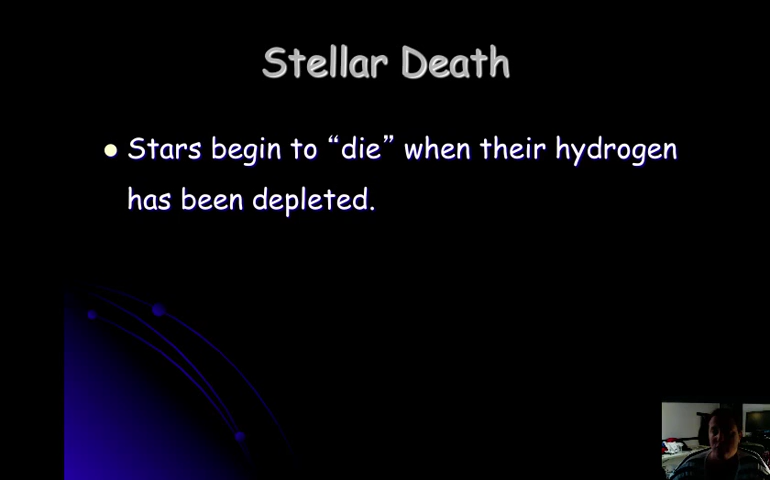 Stellar Death
Stars begin to “die” when their hydrogen
has been depleted.